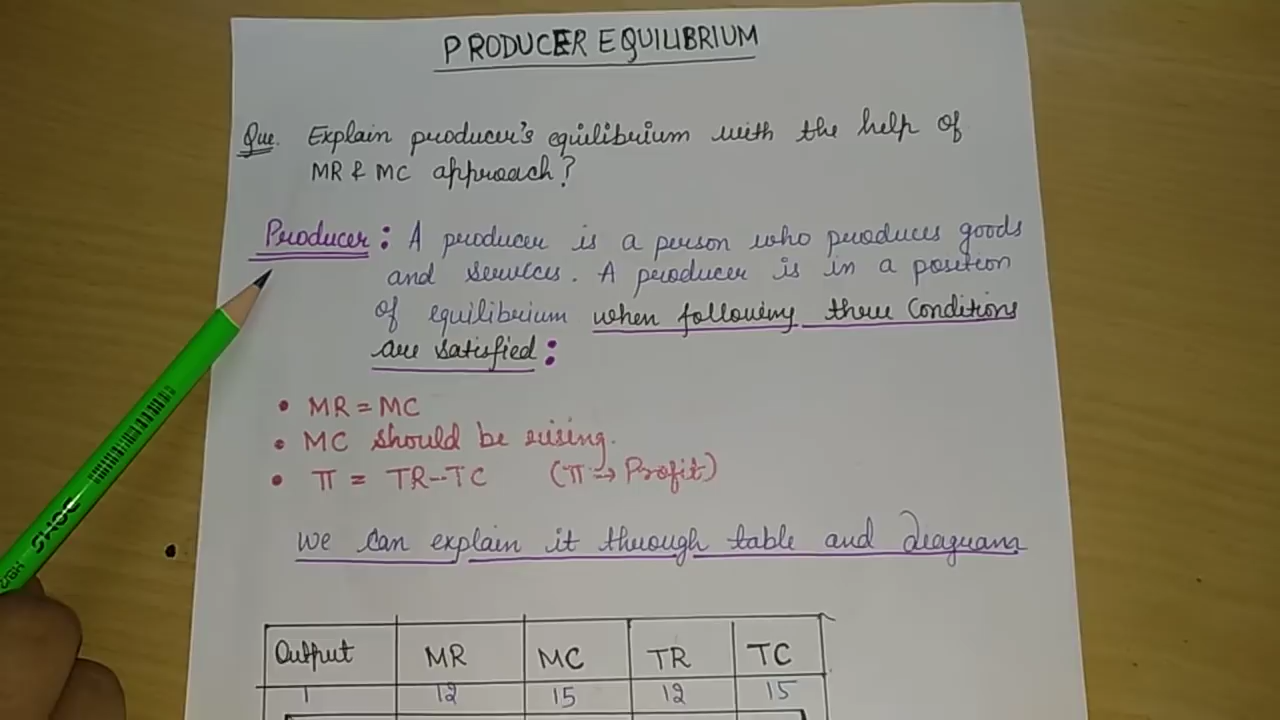 PRODUCER EQUILIBRIUM
Que. Explain producer's equilibrium with the help of
MR & MC approach?
Producer: A producer is a person who produces goods
and services. A producer is in a position
of equilibrium when following three Conditions
are satisfied:
• MR = MC
• MC should be rising.
• π = TR-TC (π → Profit)
we can explain it through table and diagram
Output MR MC TR TC
1 12 15 12 15
DOMS
HB/2